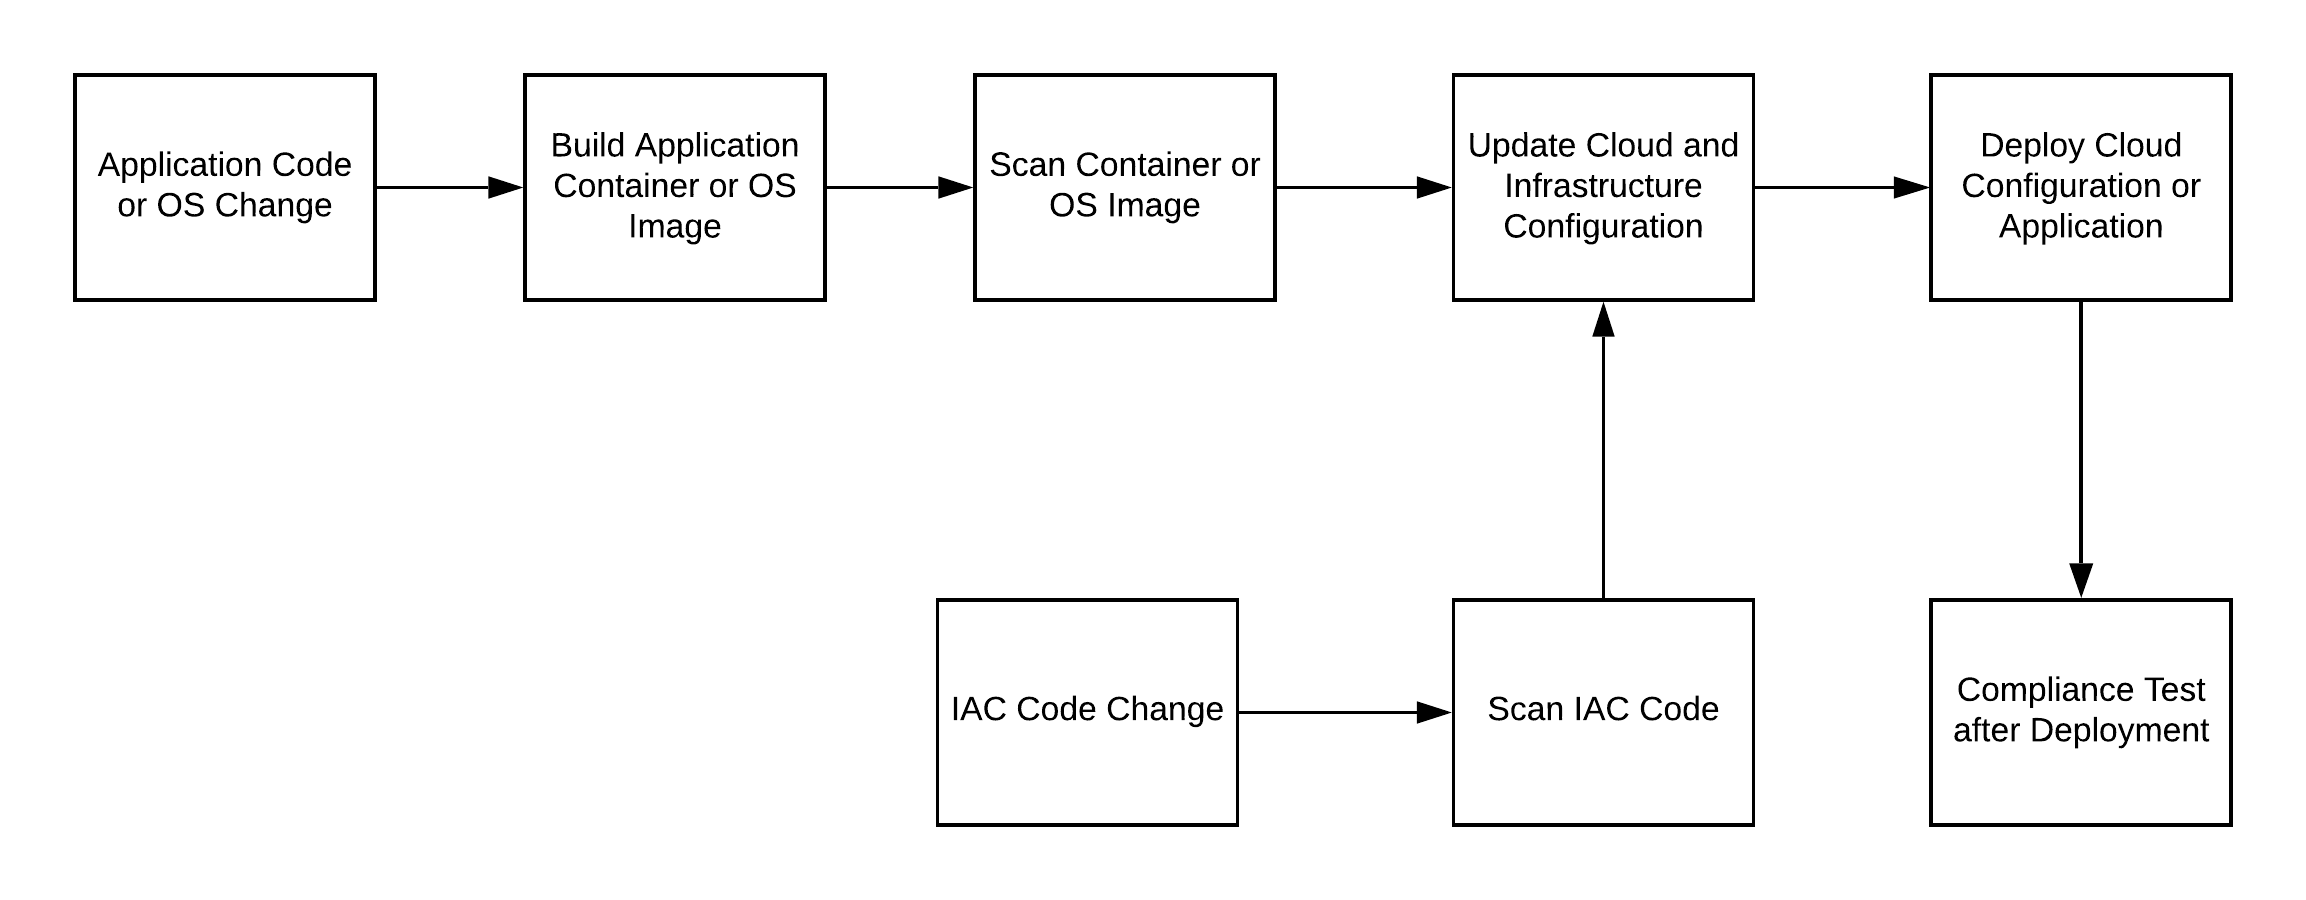 Application Code
or OS Change
Build Application
Container or OS
Image
Scan Container or
OS Image
Update Cloud and
Infrastructure
Configuration
Deploy Cloud
Configuration or
Application
IAC Code Change
Scan IAC Code
Compliance Test
after Deployment